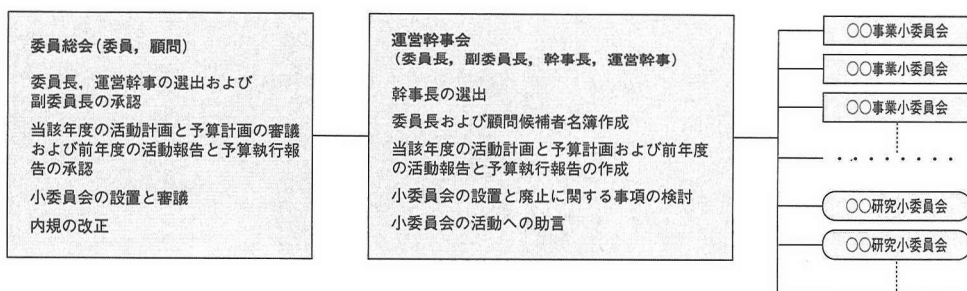 委員総会(委員,顧問)
委員長,運営幹事の選出および
副委員長の承認
当該年度の活動計画と予算計画の審議
および前年度の活動報告と予算執行報
告の承認
小委員会の設置と審議
内規の改正
運営幹事会
(委員長,副委員長,幹事長,運営幹事)
幹事長の選出
委員長および顧問候補者名簿作成
当該年度の活動計画と予算計画および前年度
の活動報告と予算執行報告の作成
小委員会の設置と廃止に関する事項の検討
小委員会の活動への助言
〇〇事業小委員会
〇〇事業小委員会
〇〇事業小委員会
〇〇研究小委員会
〇〇研究小委員会